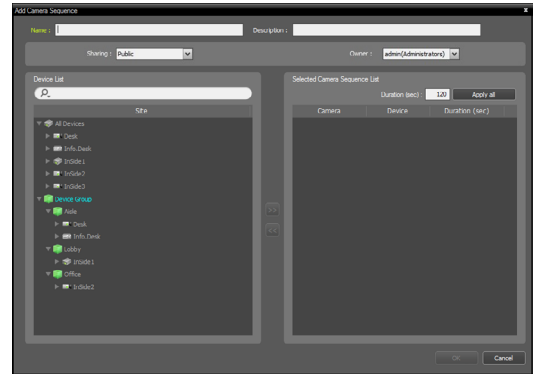 Add Camera Sequence
Name :
Description :
Sharing : Public
Owner : admin(Administrators)
Device List
Selected Camera Sequence List
Duration (sec) : 120 Apply all
Site
Camera Device Duration (sec)
All Devices
Desk
Info.Desk
InSide1
InSide2
InSide3
Device Group
Aisle
Desk
Info.Desk
Lobby
InSide1
Office
InSide2
>>
<<
OK Cancel